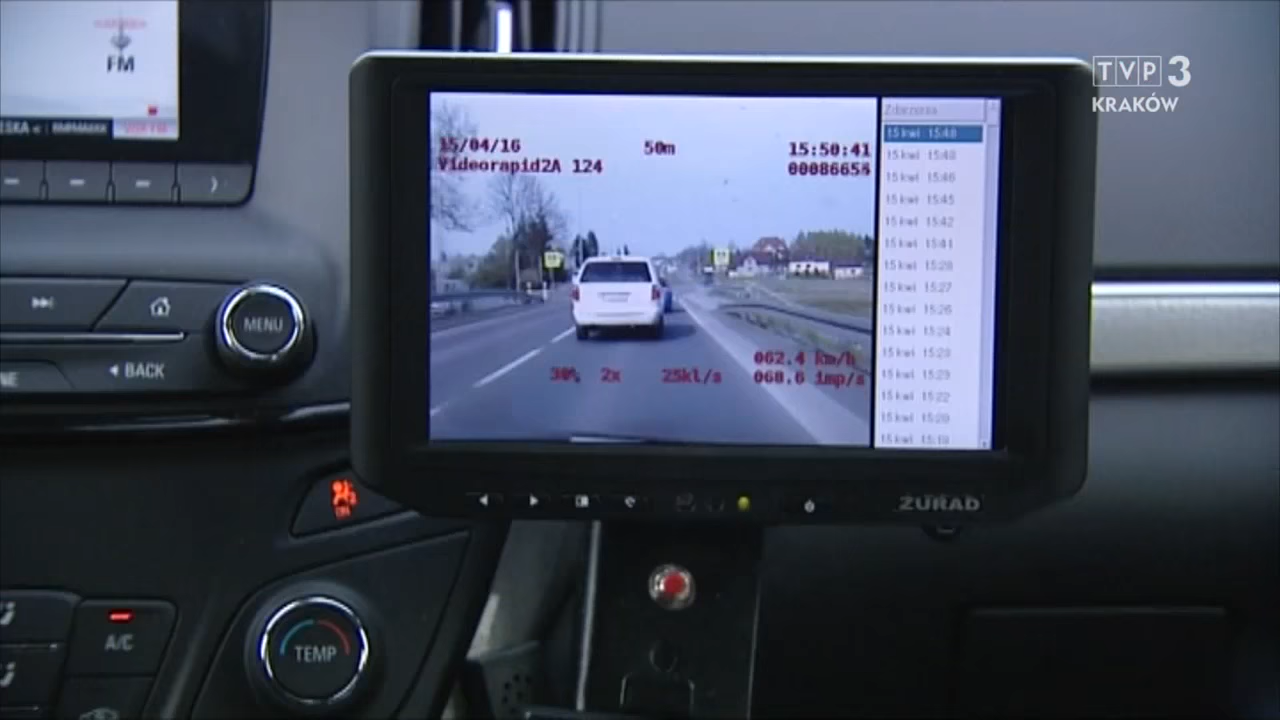 TVP3
KRAKÓW
FM
MENU
BACK
A/C
TEMP
15/04/16 50m 15:50:41
Videorapid2A 124 00086658
062.4 km/h
30% 2x 25kl/s 068.6 imp/s
Zdarzenia
15 kwi 15:48
15 kwi 15:48
15 kwi 15:46
15 kwi 15:45
15 kwi 15:42
15 kwi 15:41
15 kwi 15:28
15 kwi 15:27
15 kwi 15:26
15 kwi 15:24
15 kwi 15:23
15 kwi 15:23
15 kwi 15:22
15 kwi 15:20
15 kwi 15:19
ZURAD